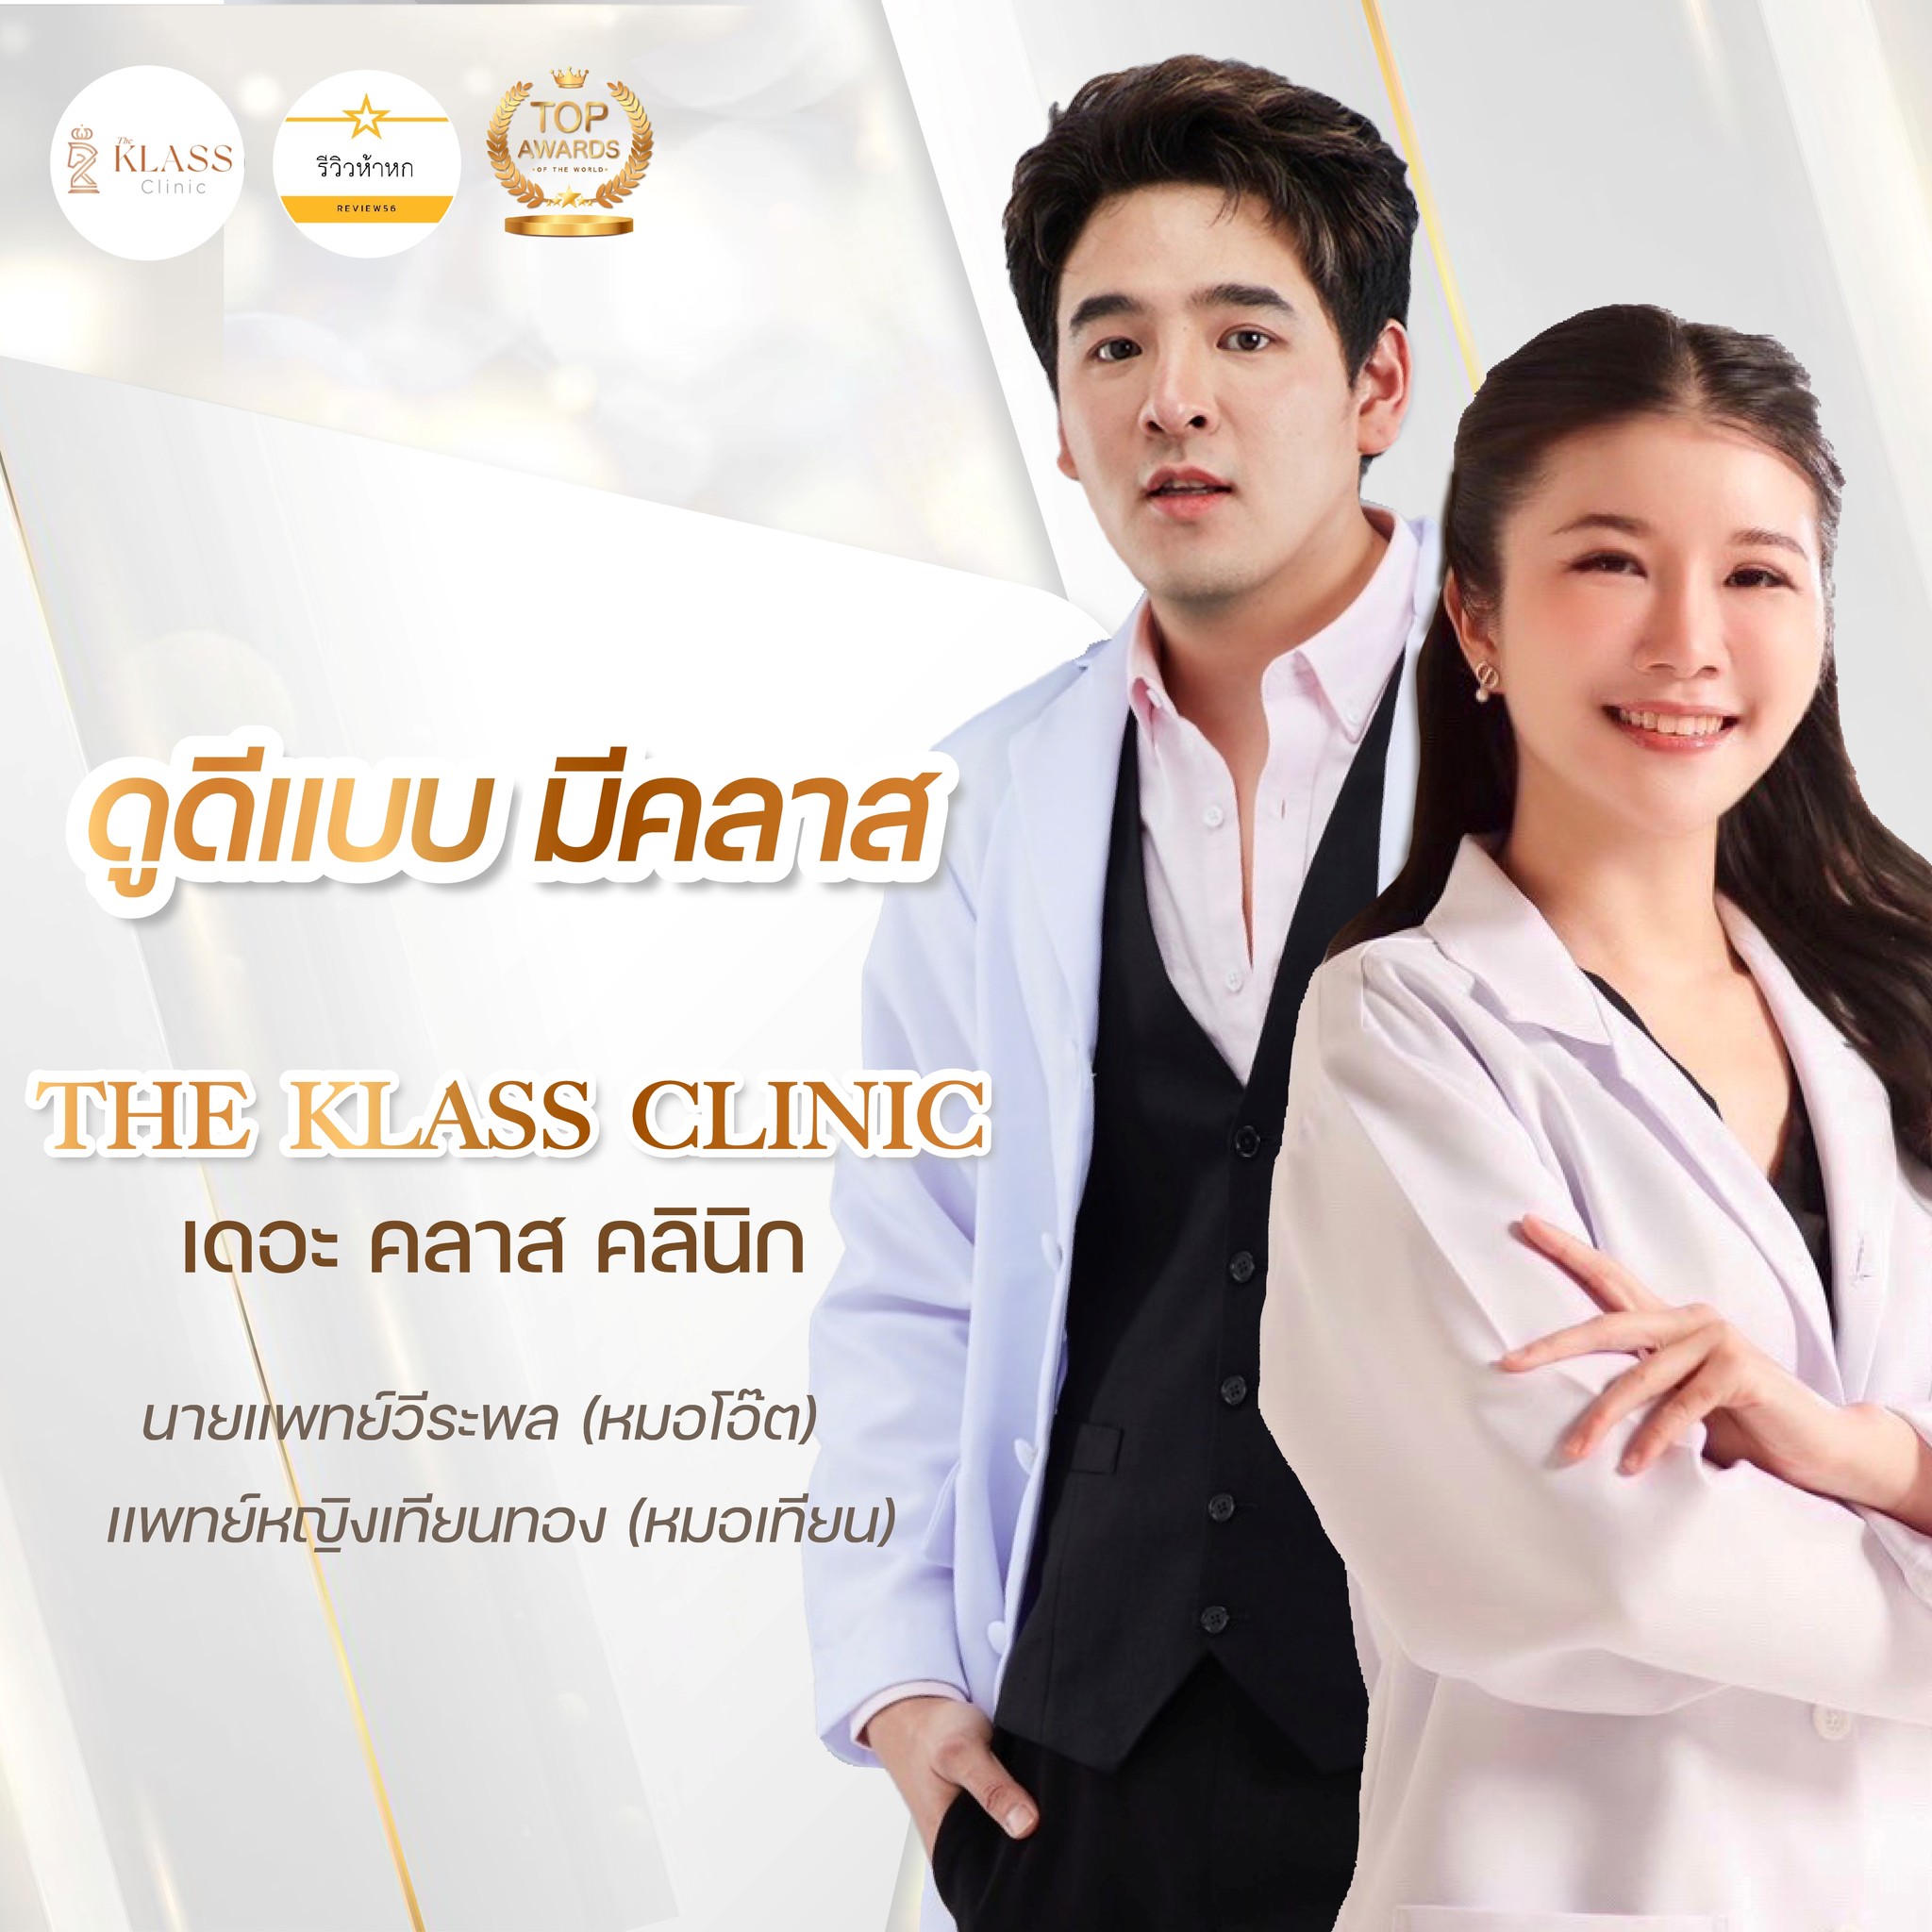 The
KLASS
Clinic
รีวิวห้าหก
REVIEW56
TOP
AWARDS
-OF THE WORLD-
ดูดีแบบ มีคลาส
THE KLASS CLINIC
เดอะ คลาส คลินิก
นายแพทย์วีระพล (หมอโอ๊ต)
แพทย์หญิงเทียนทอง (หมอเทียน)